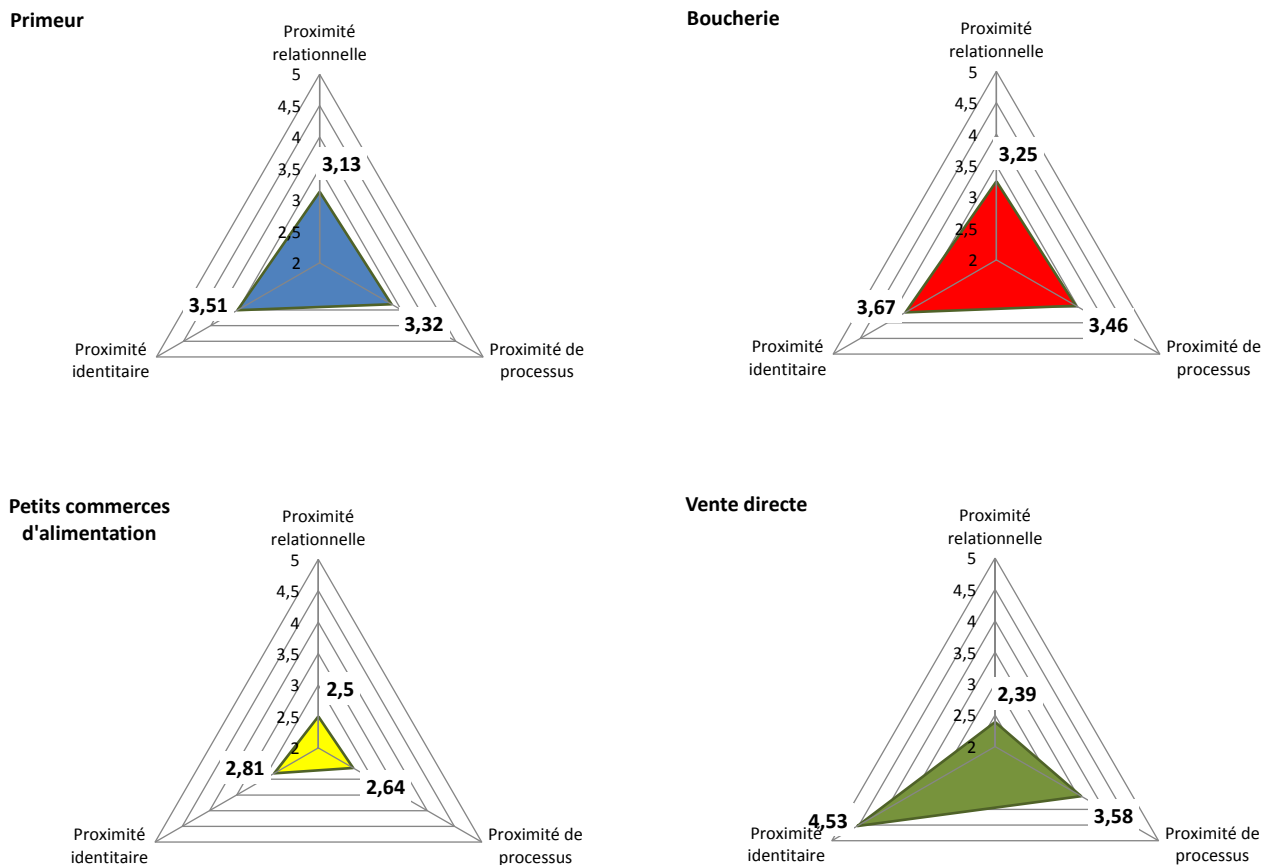 Primeur
Proximité
relationnelle
5
4,5
4
3,5
3
2,5
2
3,13
3,51
3,32
Proximité
identitaire
Proximité de
processus
Boucherie
Proximité
relationnelle
5
4,5
4
3,5
3
2,5
2
3,25
3,67
3,46
Proximité
identitaire
Proximité de
processus
Petits commerces
d'alimentation
Proximité
relationnelle
5
4,5
4
3,5
3
2,5
2
2,5
2,81
2,64
Proximité
identitaire
Proximité de
processus
Vente directe
Proximité
relationnelle
5
4,5
4
3,5
3
2,5
2
2,39
4,53
3,58
Proximité
identitaire
Proximité de
processus